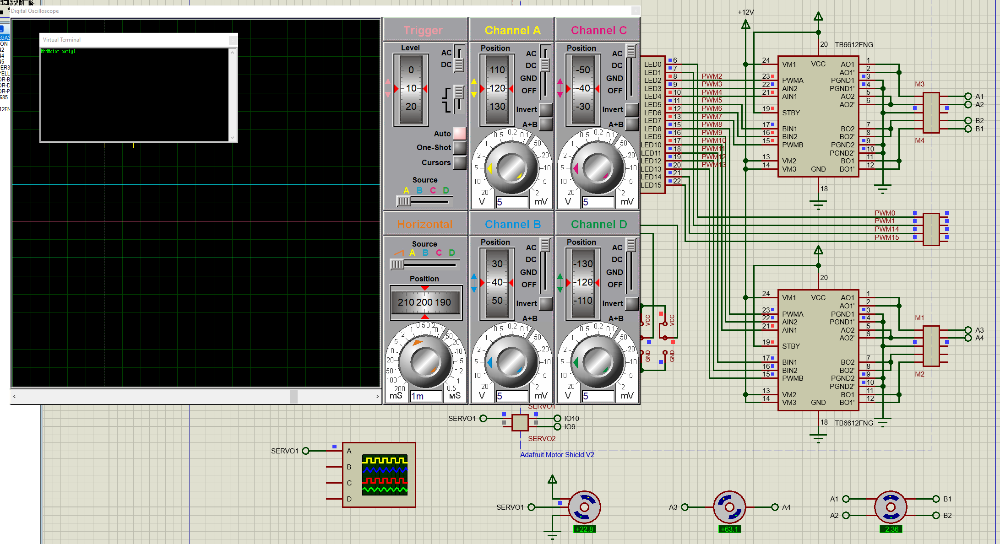 Digital Oscilloscope
Virtual Terminal
MMMMotor party!
Trigger
Level
0
10
20
AC
DC
Auto
One-Shot
Cursors
Source
A B C D
Channel A
Position
110
120
130
AC
DC
GND
OFF
Invert
A+B
20 10 5 2 1 0.5 0.2 0.1 50 20 10 5 2
V 5 mV
Channel C
Position
-50
-40
-30
AC
DC
GND
OFF
Invert
A+B
20 10 5 2 1 0.5 0.2 0.1 50 20 10 5 2
V 5 mV
Horizontal
Source
A B C D
Position
210 200 190
200 100 50 20 10 5 2 1 0.5 0.2 0.1 50 20 10 5 2 1 0.5
mS 1m мS
Channel B
Position
30
40
50
AC
DC
GND
OFF
Invert
A+B
20 10 5 2 1 0.5 0.2 0.1 50 20 10 5 2
V 5 mV
Channel D
Position
-130
-120
-110
AC
DC
GND
OFF
Invert
A+B
20 10 5 2 1 0.5 0.2 0.1 50 20 10 5 2
V 5 mV
LED0 6
LED1 7
LED2 8 PWM2
LED3 9 PWM3
LED4 10 PWM4
LED5 11 PWM5
LED6 12 PWM6
LED7 13 PWM7
LED8 15 PWM8
LED9 16 PWM9
LED10 17 PWM10
LED11 18 PWM11
LED12 19 PWM12
LED13 20 PWM13
LED14 21
LED15 22
+12V
20 TB6612FNG
24 VM1 VCC AO1 1
AO1' 2
23 PWMA PGND1 3
22 AIN2 PGND1' 4
21 AIN1 AO2 5
AO2' 6
19 STBY
17 BIN1 BO2 7
16 BIN2 BO2' 8
15 PWMB PGND2 9
PGND2' 10
13 VM2 BO1 11
14 VM3 GND BO1' 12
18
M3
A1
A2
B2
B1
M4
PWM0
PWM1
PWM14
PWM15
20
24 VM1 VCC AO1 1
AO1' 2
23 PWMA PGND1 3
22 AIN2 PGND1' 4
21 AIN1 AO2 5
AO2' 6
19 STBY
17 BIN1 BO2 7
16 BIN2 BO2' 8
15 PWMB PGND2 9
PGND2' 10
13 VM2 BO1 11
14 VM3 GND BO1' 12
18 TB6612FNG
M1
A3
A4
M2
VCC VCC
GND GND
SERVO1
SERVO1 IO10
IO9
SERVO2
Adafruit Motor Shield V2
SERVO1 A
B
C
D
SERVO1
+22.8
A3 A4
+63.1
A1 B1
A2 B2
-2.36